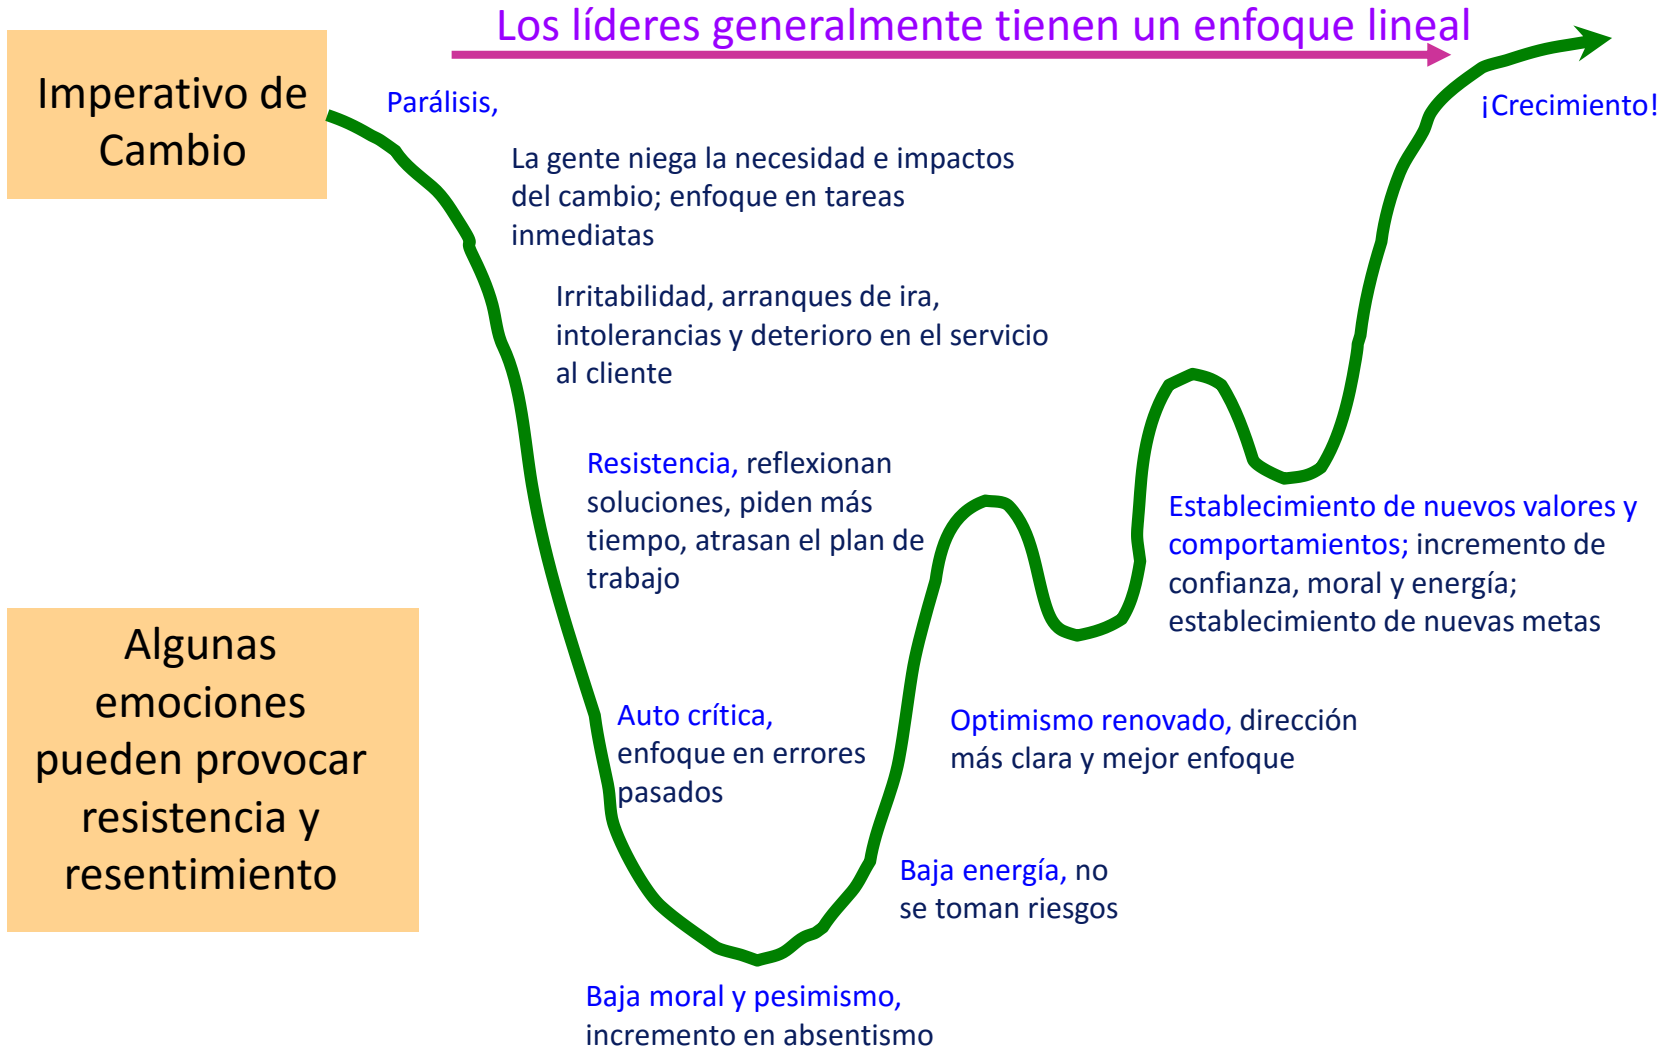 Los líderes generalmente tienen un enfoque lineal
Imperativo de
Cambio
Parálisis,
¡Crecimiento!
La gente niega la necesidad e impactos
del cambio; enfoque en tareas
inmediatas
Irritabilidad, arranques de ira,
intolerancias y deterioro en el servicio
al cliente
Resistencia, reflexionan
soluciones, piden más
tiempo, atrasan el plan de
trabajo
Establecimiento de nuevos valores y
comportamientos; incremento de
confianza, moral y energía;
establecimiento de nuevas metas
Algunas
emociones
pueden provocar
resistencia y
resentimiento
Auto crítica,
enfoque en errores
pasados
Optimismo renovado, dirección
más clara y mejor enfoque
Baja energía, no
se toman riesgos
Baja moral y pesimismo,
incremento en absentismo